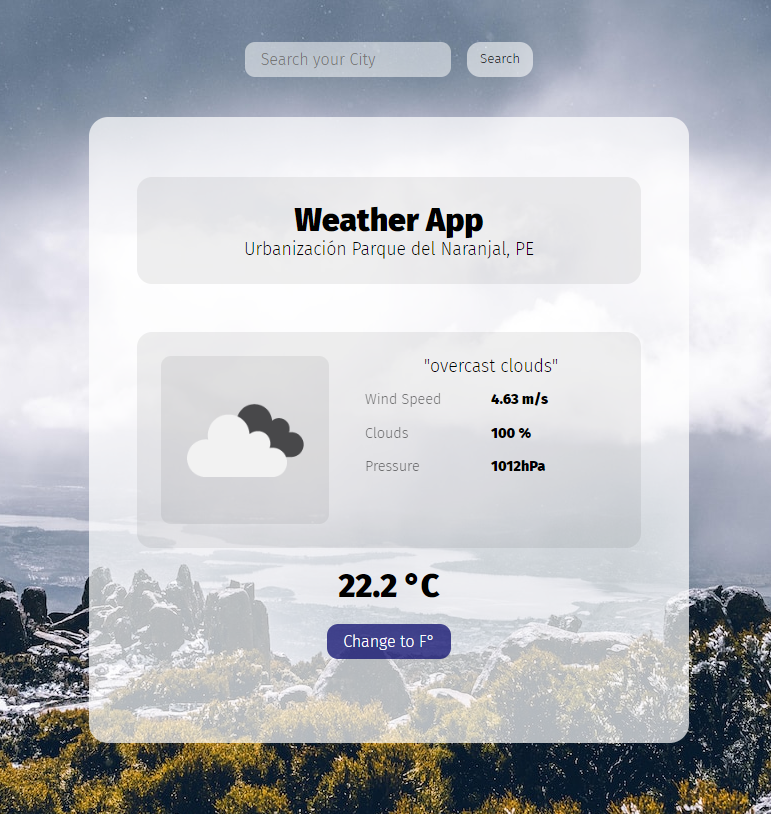 Search your City
Search
Weather App
Urbanización Parque del Naranjal, PE
"overcast clouds"
Wind Speed 4.63 m/s
Clouds 100 %
Pressure 1012hPa
22.2 °C
Change to F°